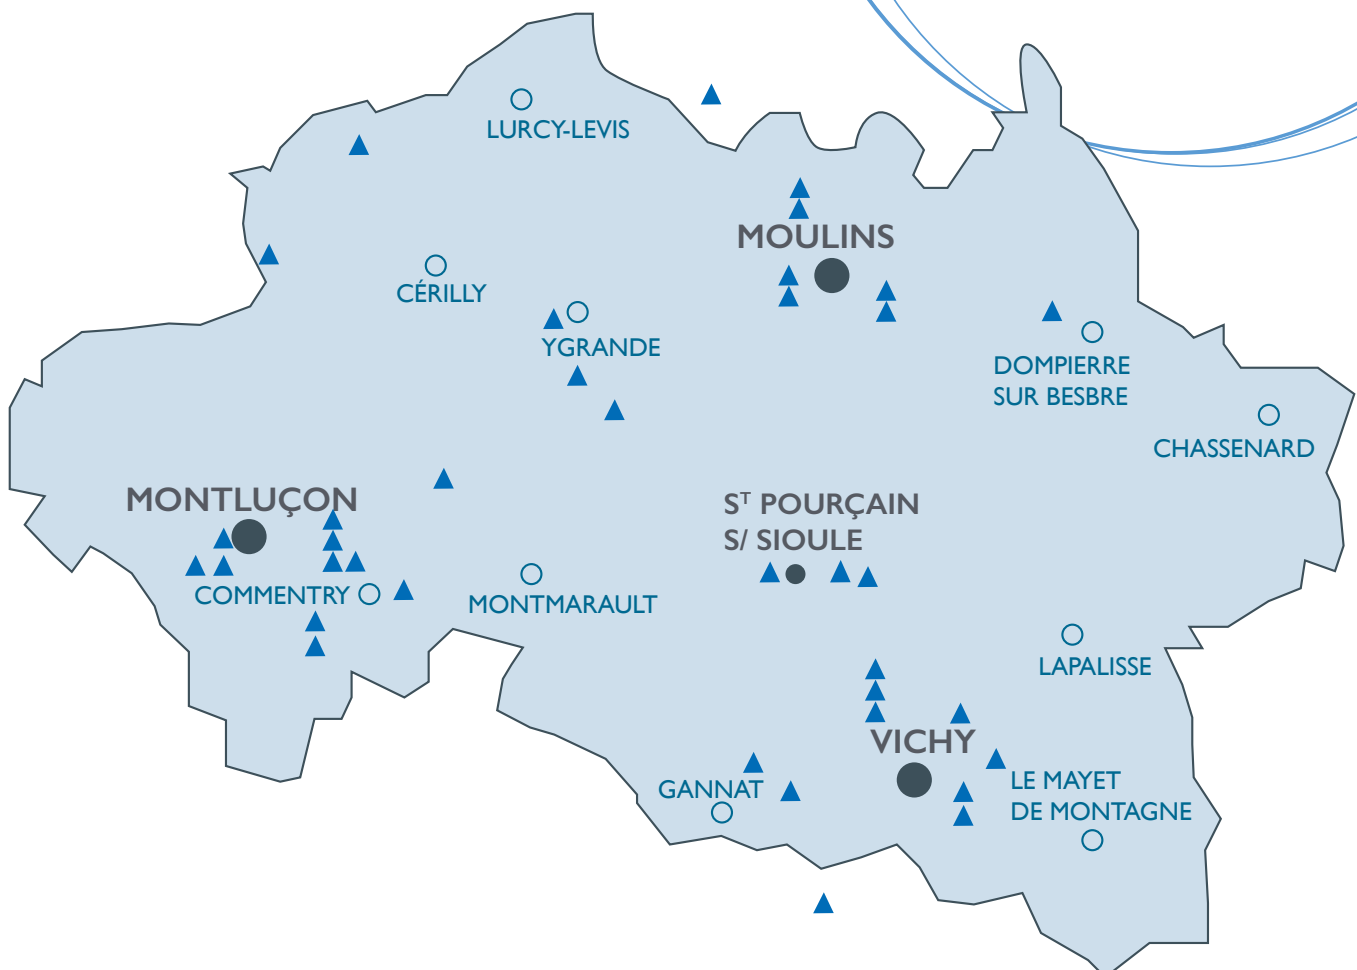 LURCY-LEVIS
MOULINS
CÉRILLY
YGRANDE
DOMPIERRE
SUR BESBRE
CHASSENARD
MONTLUÇON
Sᵀ POURÇAIN
S/ SIOULE
COMMENTRY
MONTMARAULT
LAPALISSE
VICHY
GANNAT
LE MAYET
DE MONTAGNE